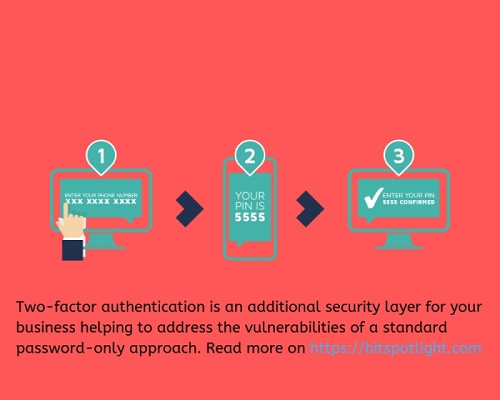 1
2
3
ENTER YOUR PHONE NUMBER
XXX XXXX XXXX
YOUR
PIN IS
5555
ENTER YOUR PIN
5555 CONFIRMED
Two-factor authentication is an additional security layer for your
business helping to address the vulnerabilities of a standard
password-only approach. Read more on https://bitspotlight.com